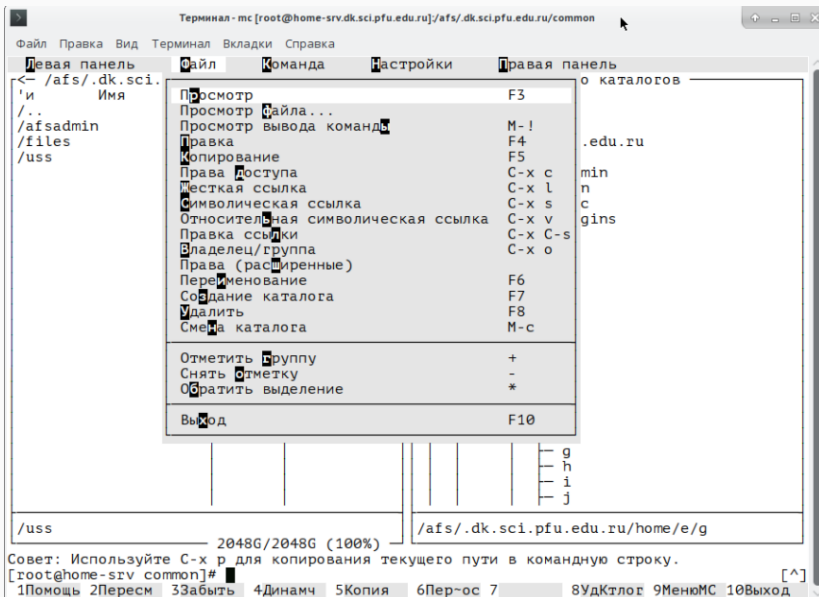 Терминал - mc [root@home-srv.dk.sci.pfu.edu.ru]:/afs/.dk.sci.pfu.edu.ru/common
Файл Правка Вид Терминал Вкладки Справка
Левая панель Файл Команда Настройки Правая панель
<- /afs/.dk.sci. о каталогов
'и Имя
/..
/afsadmin
/files
/uss
Просмотр F3
Просмотр файла...
Просмотр вывода команды M-!
Правка F4
Копирование F5
Права доступа C-x c
Жесткая ссылка C-x l
Символическая ссылка C-x s
Относительная символическая ссылка C-x v
Правка ссылки C-x C-s
Владелец/группа C-x o
Права (расширенные)
Переименование F6
Создание каталога F7
Удалить F8
Смена каталога M-c
Отметить группу +
Снять отметку -
Обратить выделение *
Выход F10
.edu.ru
min
n
c
gins
g
h
i
j
/uss
2048G/2048G (100%)
/afs/.dk.sci.pfu.edu.ru/home/e/g
Совет: Используйте C-x p для копирования текущего пути в командную строку.
[root@home-srv common]# [^]
1Помощь 2Пересм 3Забыть 4Динамч 5Копия 6Пер~ос 7 8УдКтлог 9МенюMC 10Выход